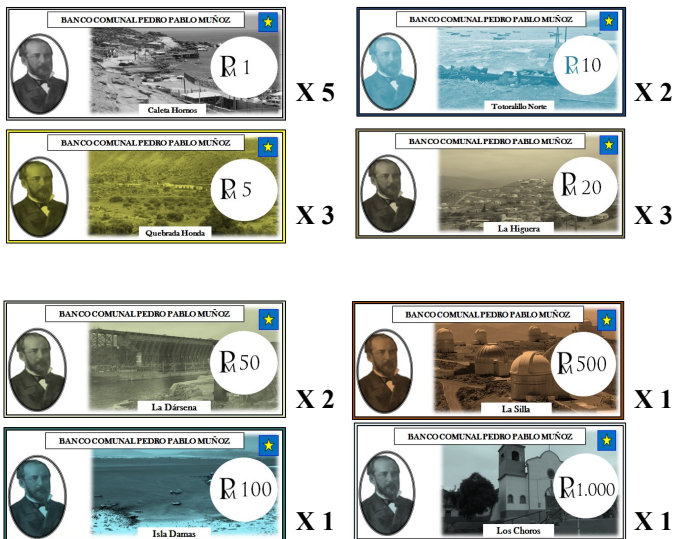 BANCO COMUNAL PEDRO PABLO MUÑOZ
PM 1
Caleta Hornos
X 5
BANCO COMUNAL PEDRO PABLO MUÑOZ
PM 10
Totoralillo Norte
X 2
BANCO COMUNAL PEDRO PABLO MUÑOZ
PM 5
Quebrada Honda
X 3
BANCO COMUNAL PEDRO PABLO MUÑOZ
PM 20
La Higuera
X 3
BANCO COMUNAL PEDRO PABLO MUÑOZ
PM 50
La Dársena
X 2
BANCO COMUNAL PEDRO PABLO MUÑOZ
PM 500
La Silla
X 1
BANCO COMUNAL PEDRO PABLO MUÑOZ
PM 100
Isla Damas
X 1
BANCO COMUNAL PEDRO PABLO MUÑOZ
PM 1.000
Los Choros
X 1